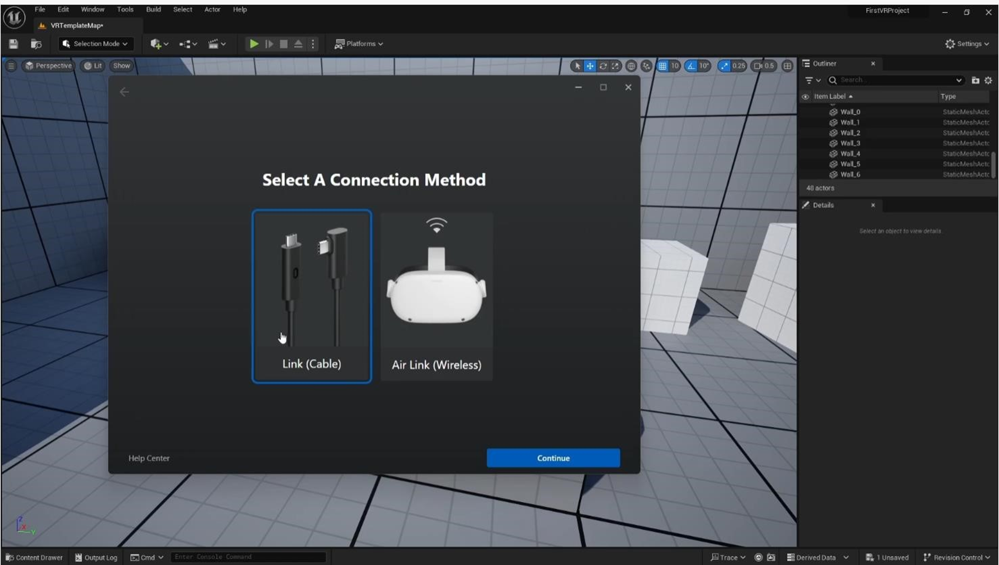 File Edit Window Tools Build Select Actor Help
FirstVRProject
VRTemplateMap*
Selection Mode
Platforms
Settings
Perspective Lit Show
10 10° 0.25 0.5
Outliner
Search...
Item Label Type
Wall_0 StaticMeshActc
Wall_1 StaticMeshActc
Wall_2 StaticMeshActc
Wall_3 StaticMeshActc
Wall_4 StaticMeshActc
Wall_5 StaticMeshActc
Wall_6 StaticMeshActc
48 actors
Details
Select an object to view details
Select A Connection Method
Link (Cable)
Air Link (Wireless)
Help Center
Continue
Z
X
Y
Content Drawer Output Log Cmd Enter Console Command
Trace Derived Data 1 Unsaved Revision Control